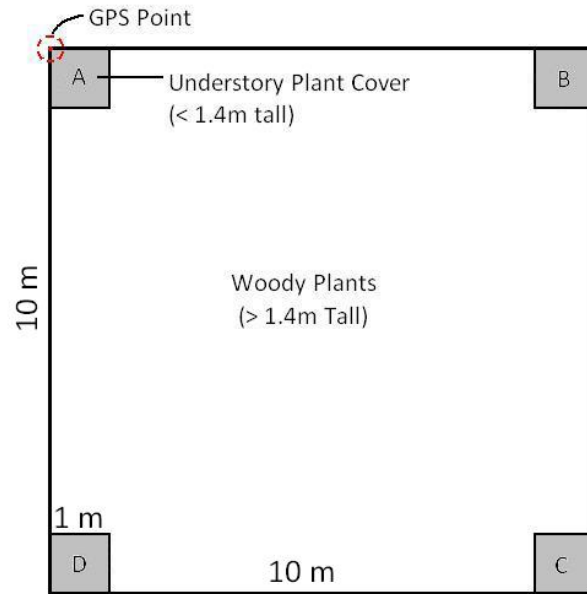 GPS Point
A
Understory Plant Cover
(< 1.4m tall)
B
Woody Plants
(> 1.4m Tall)
10 m
1 m
D
10 m
C